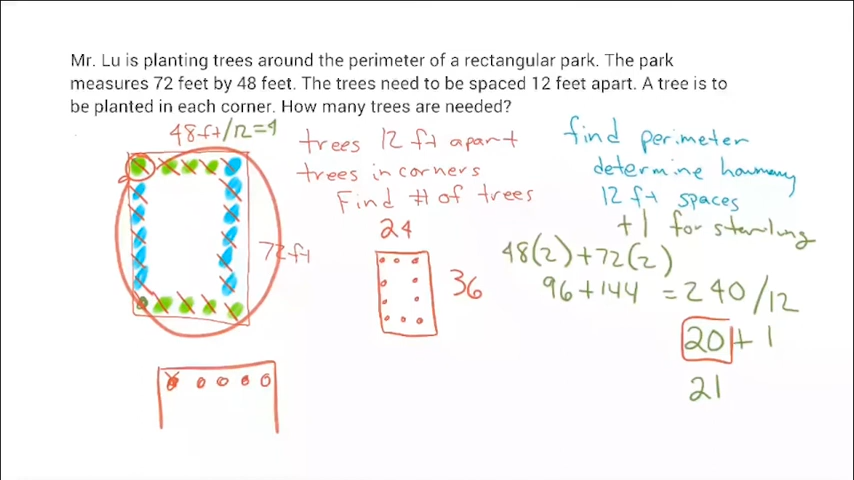 Mr. Lu is planting trees around the perimeter of a rectangular park. The park
measures 72 feet by 48 feet. The trees need to be spaced 12 feet apart. A tree is to
be planted in each corner. How many trees are needed?
48ft/12=4
72ft
trees 12 ft apart
trees in corners
Find # of trees
24
36
find perimeter
determine how many
12 ft spaces
+1 for starting
48(2)+72(2)
96+144 = 240/12
20+1
21